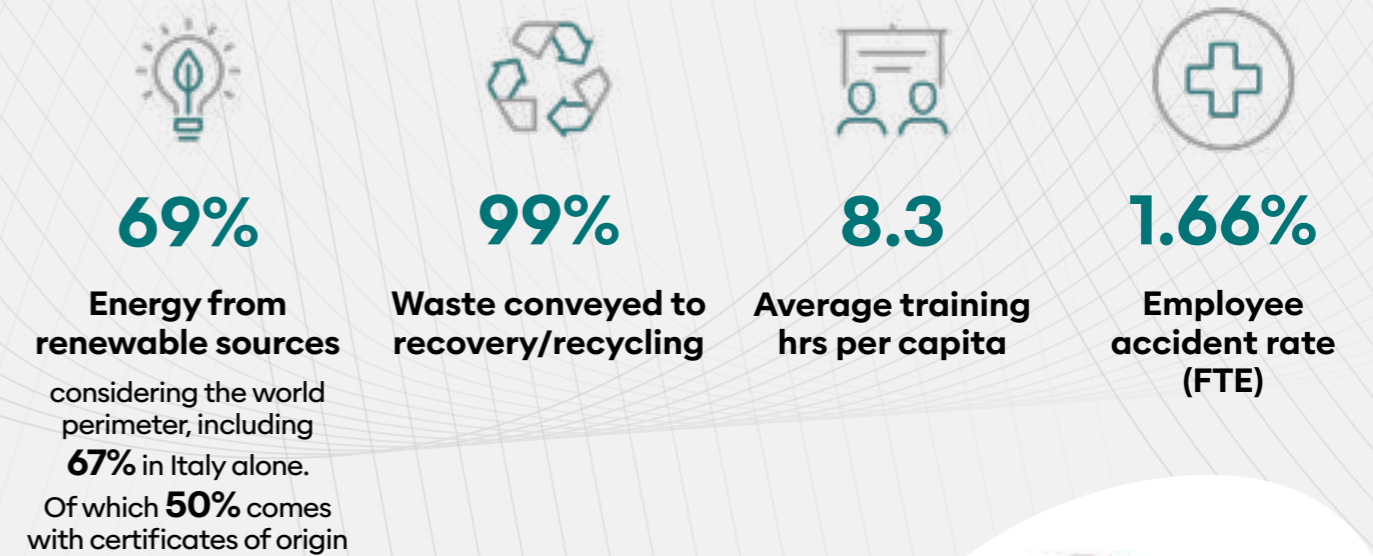 69%
Energy from
renewable sources
considering the world
perimeter, including
67% in Italy alone.
Of which 50% comes
with certificates of origin
99%
Waste conveyed to
recovery/recycling
8.3
Average training
hrs per capita
1.66%
Employee
accident rate
(FTE)